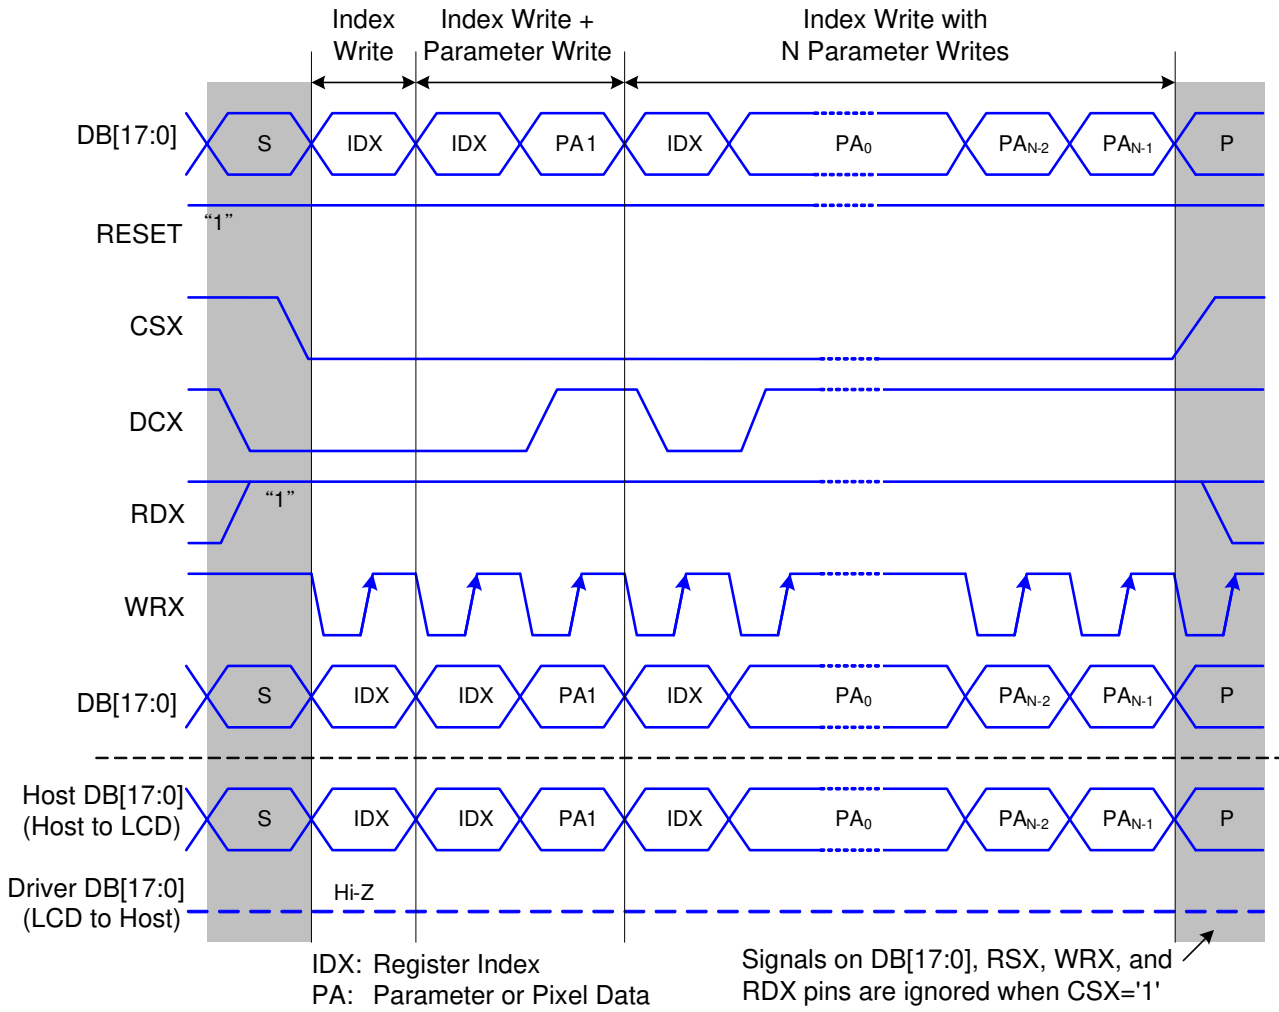 Index Write
Index Write + Parameter Write
Index Write with N Parameter Writes
DB[17:0] S IDX IDX PA1 IDX PA0 PAN-2 PAN-1 P
RESET “1”
CSX
DCX
RDX “1”
WRX
DB[17:0] S IDX IDX PA1 IDX PA0 PAN-2 PAN-1 P
Host DB[17:0]
(Host to LCD) S IDX IDX PA1 IDX PA0 PAN-2 PAN-1 P
Driver DB[17:0] Hi-Z
(LCD to Host)
IDX: Register Index
PA: Parameter or Pixel Data
Signals on DB[17:0], RSX, WRX, and
RDX pins are ignored when CSX='1'